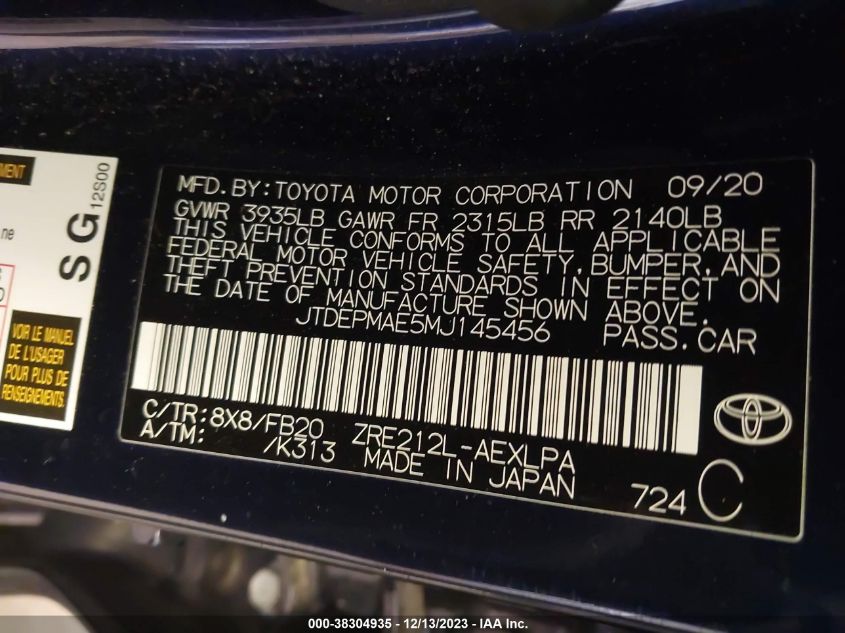 MENT
SG
12S00
ne
VOIR LE MANUEL
DE L'USAGER
POUR PLUS DE
RENSEIGNEMENTS.
MFD. BY: TOYOTA MOTOR CORPORATION 09/20
GVWR 3935LB GAWR FR 2315LB RR 2140LB
THIS VEHICLE CONFORMS TO ALL APPLICABLE
FEDERAL MOTOR VEHICLE SAFETY, BUMPER, AND
THEFT PREVENTION STANDARDS IN EFFECT ON
THE DATE OF MANUFACTURE SHOWN ABOVE.
JTDEPMAE5MJ145456 PASS. CAR
C/TR: 8X8/FB20 ZRE212L-AEXLPA
A/TM: /K313 MADE IN JAPAN
724 C
000-38304935 - 12/13/2023 - IAA Inc.